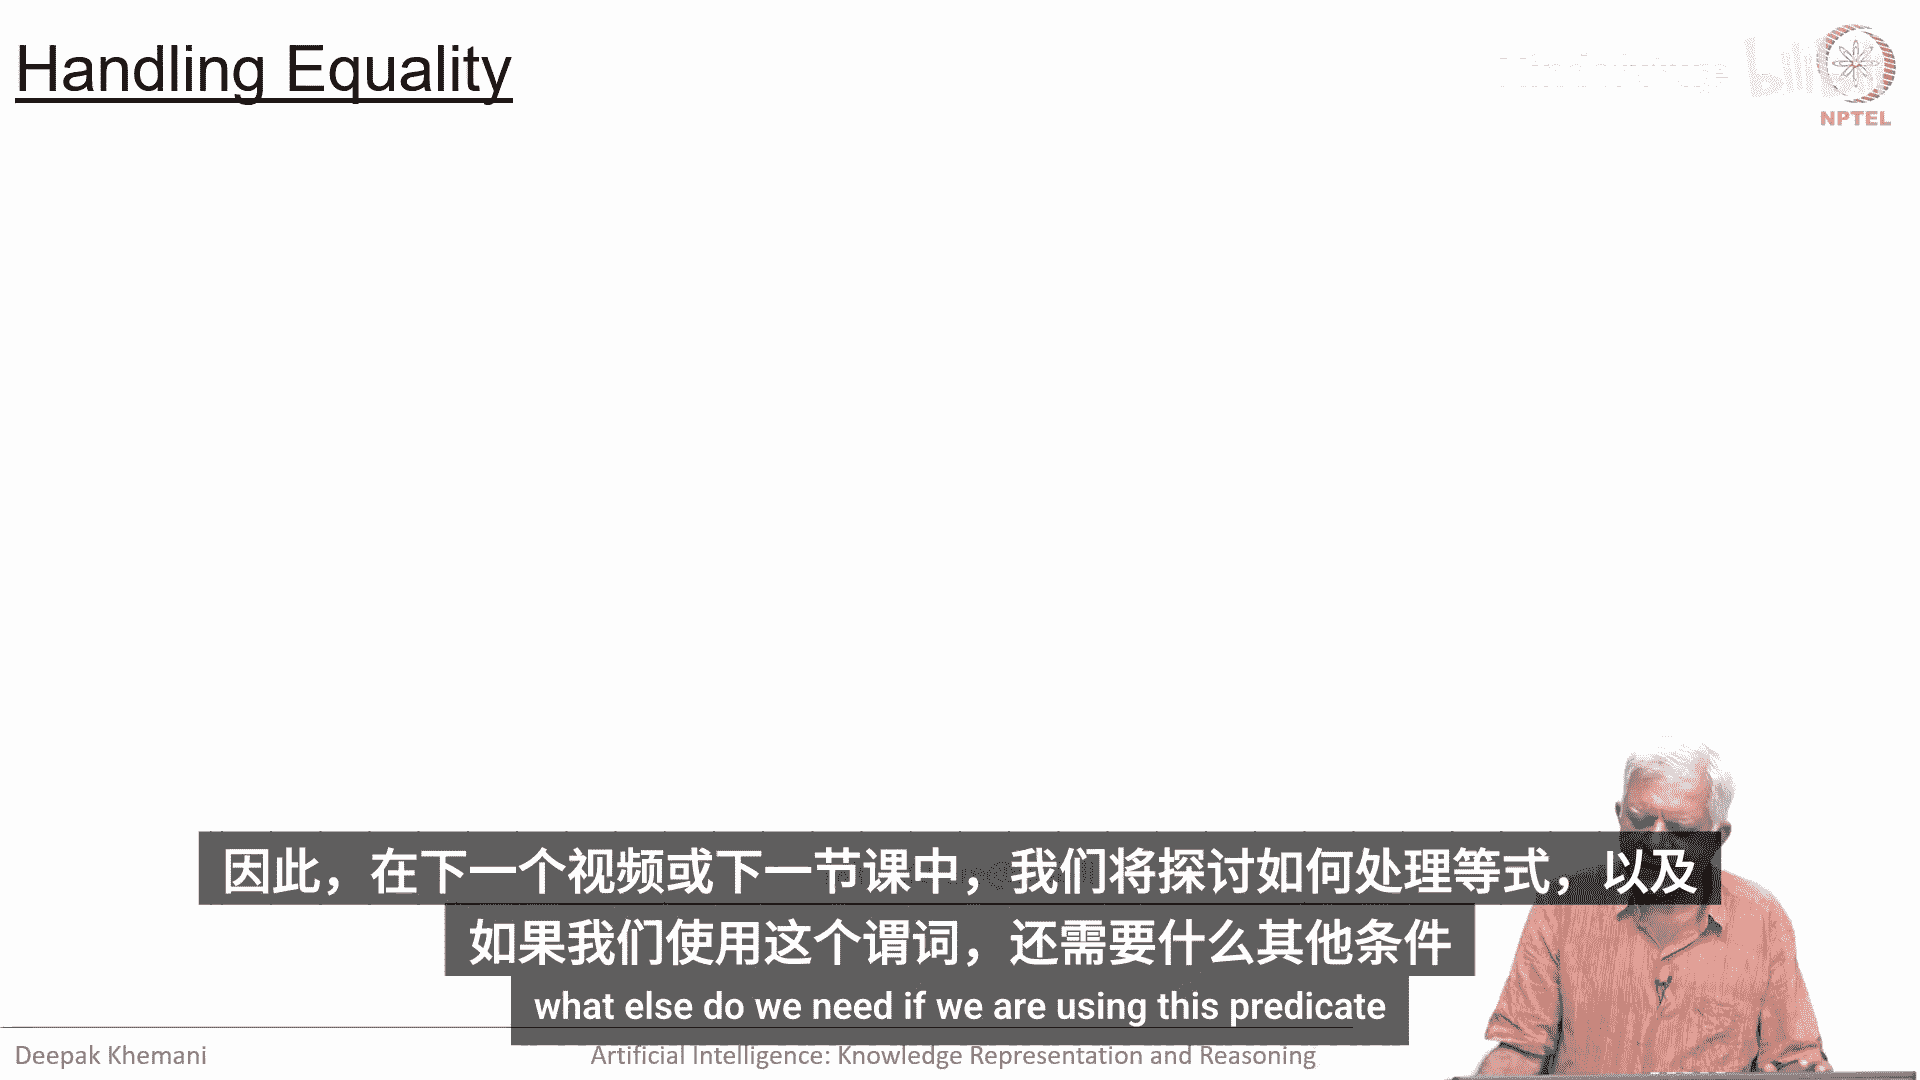 Handling Equality
NPTEL
因此，在下一个视频或下一节课中，我们将探讨如何处理等式，以及
如果我们使用这个谓词，还需要什么其他条件
what else do we need if we are using this predicate
Deepak Khemani
Artificial Intelligence: Knowledge Representation and Reasoning